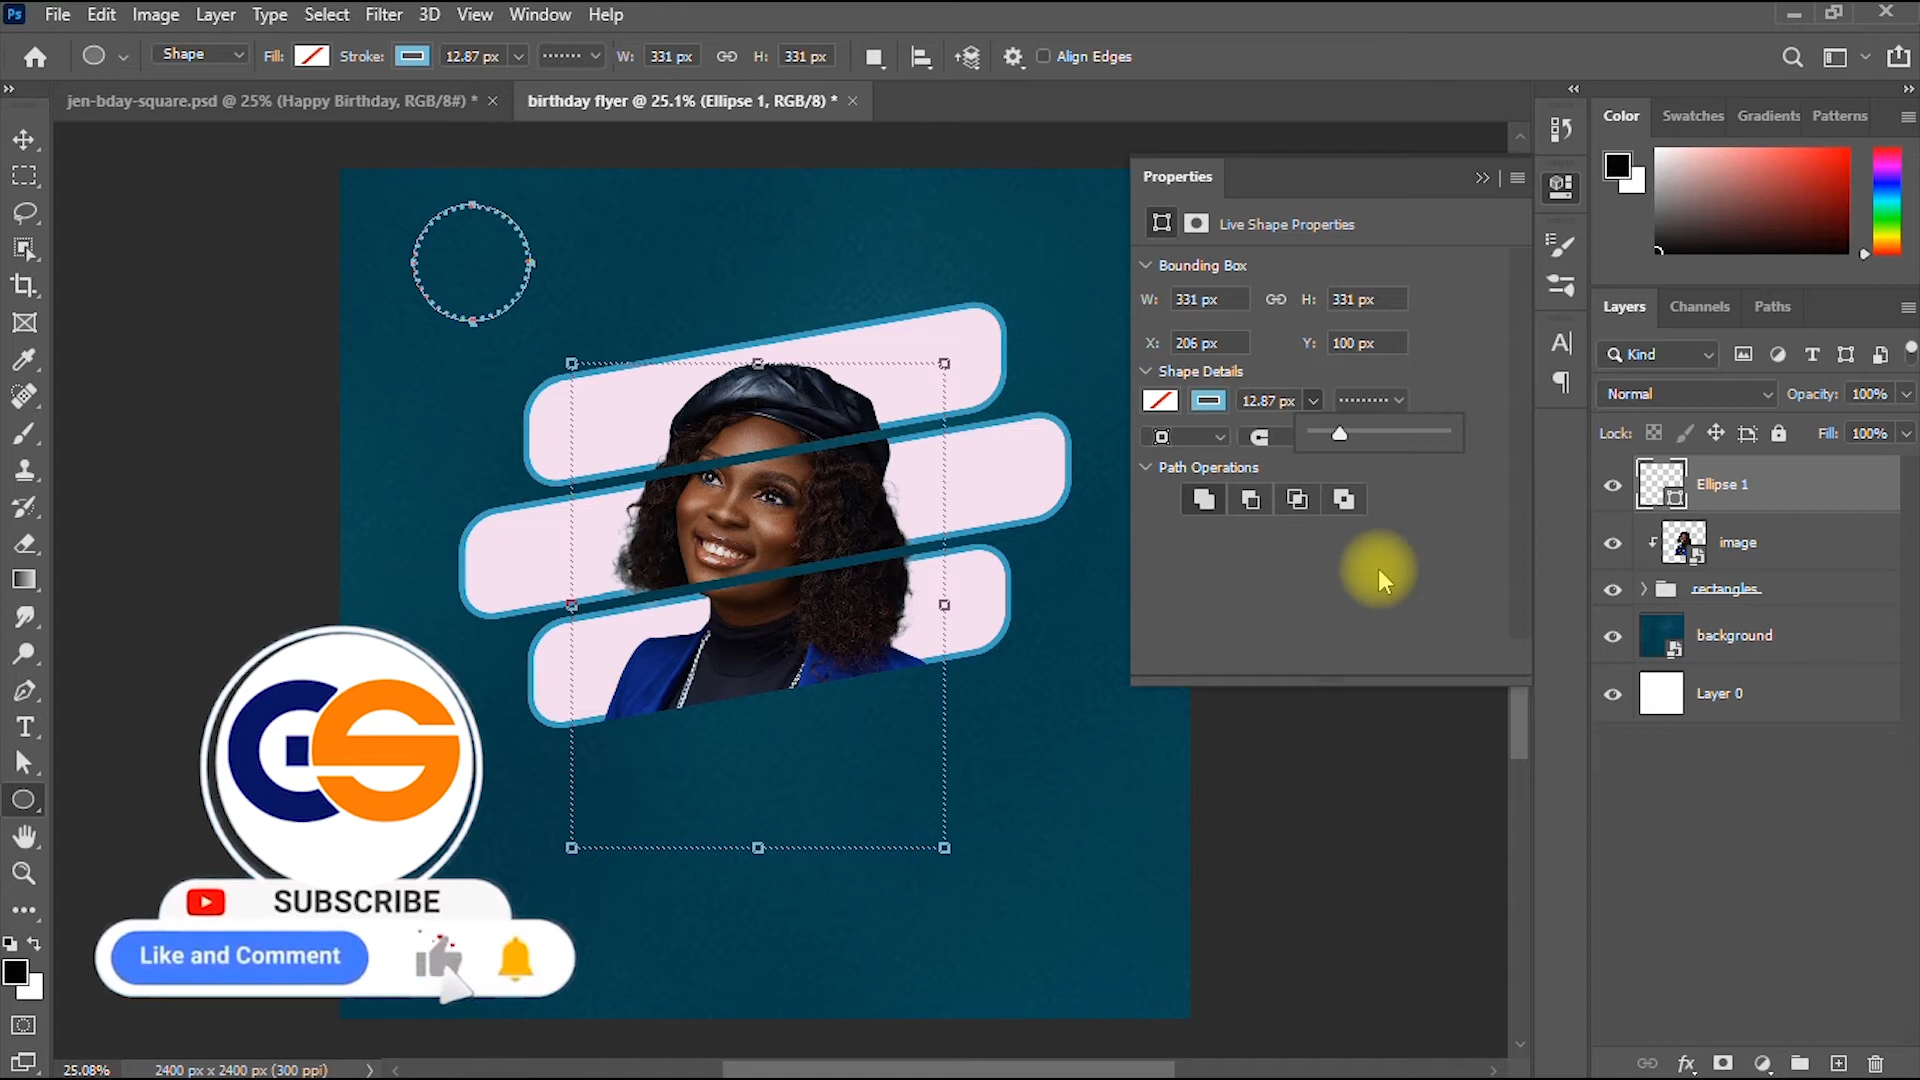 Ps File Edit Image Layer Type Select Filter 3D View Window Help
Shape Fill: Stroke: 12.87 px W: 331 px H: 331 px Align Edges
jen-bday-square.psd @ 25% (Happy Birthday, RGB/8#) * birthday flyer @ 25.1% (Ellipse 1, RGB/8) *
Properties
Live Shape Properties
Bounding Box
W: 331 px H: 331 px
X: 206 px Y: 100 px
Shape Details
12.87 px
Path Operations
Color Swatches Gradients Patterns
Layers Channels Paths
Kind
Normal Opacity: 100%
Lock: Fill: 100%
Ellipse 1
image
rectangles
background
Layer 0
GS
SUBSCRIBE
Like and Comment
25.08% 2400 px x 2400 px (300 ppi)